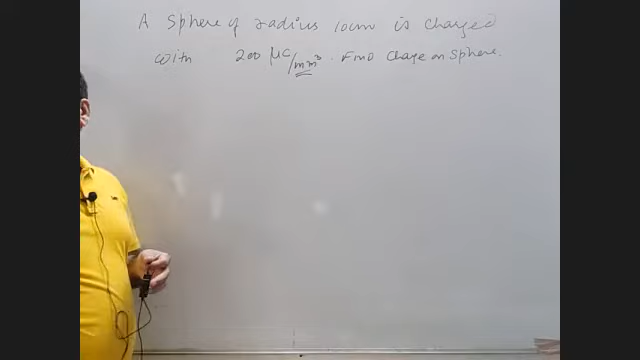 A Sphere of radius 10cm is charged
with 200 μC/mm³. Find Charge on Sphere.